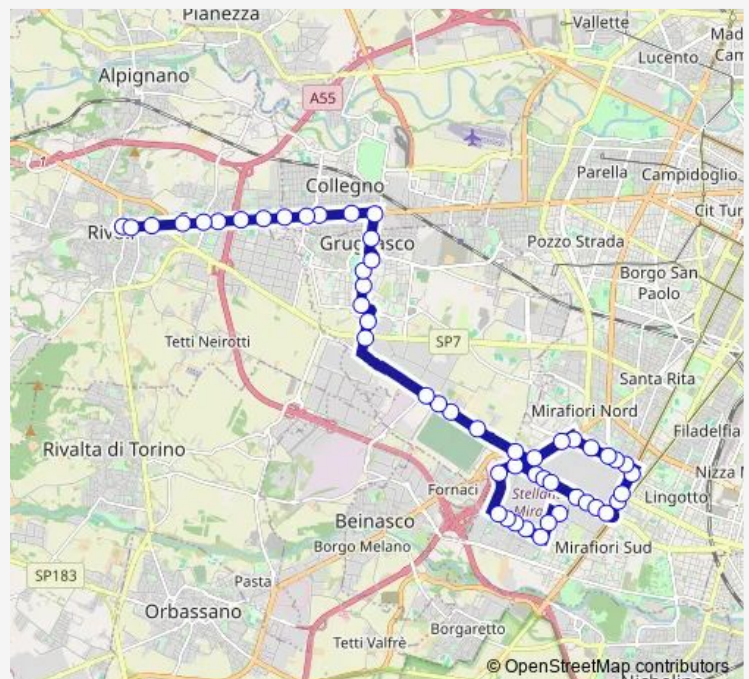 Pianezza
Vallette
Mad
Cam
Lucento
Alpignano
A55
Parella
Campidoglio
Collegno
Cit Tur
Grugliasco
Pozzo Strada
Borgo San
Paolo
Tetti Neirotti
SP7
Santa Rita
Mirafiori Nord
Filadelfia
Rivalta di Torino
Nizza M
Fornaci
Lingotto
Beinasco
Borgo Melano
Mirafiori Sud
SP183
Pasta
Orbassano
Borgaretto
Tetti Valfrè
© OpenStreetMap contributors